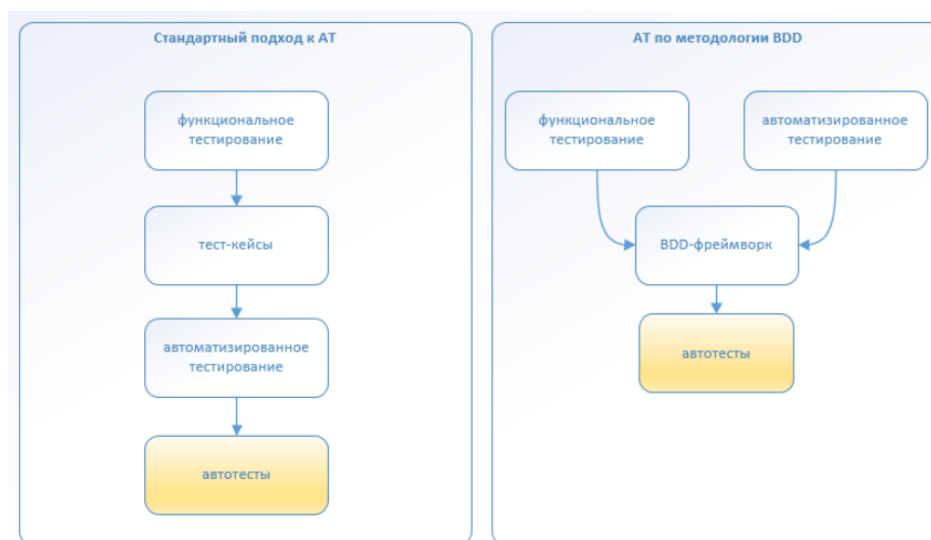 Стандартный подход к АТ
функциональное
тестирование
тест-кейсы
автоматизированное
тестирование
автотесты
АТ по методологии BDD
функциональное
тестирование
автоматизированное
тестирование
BDD-фреймворк
автотесты